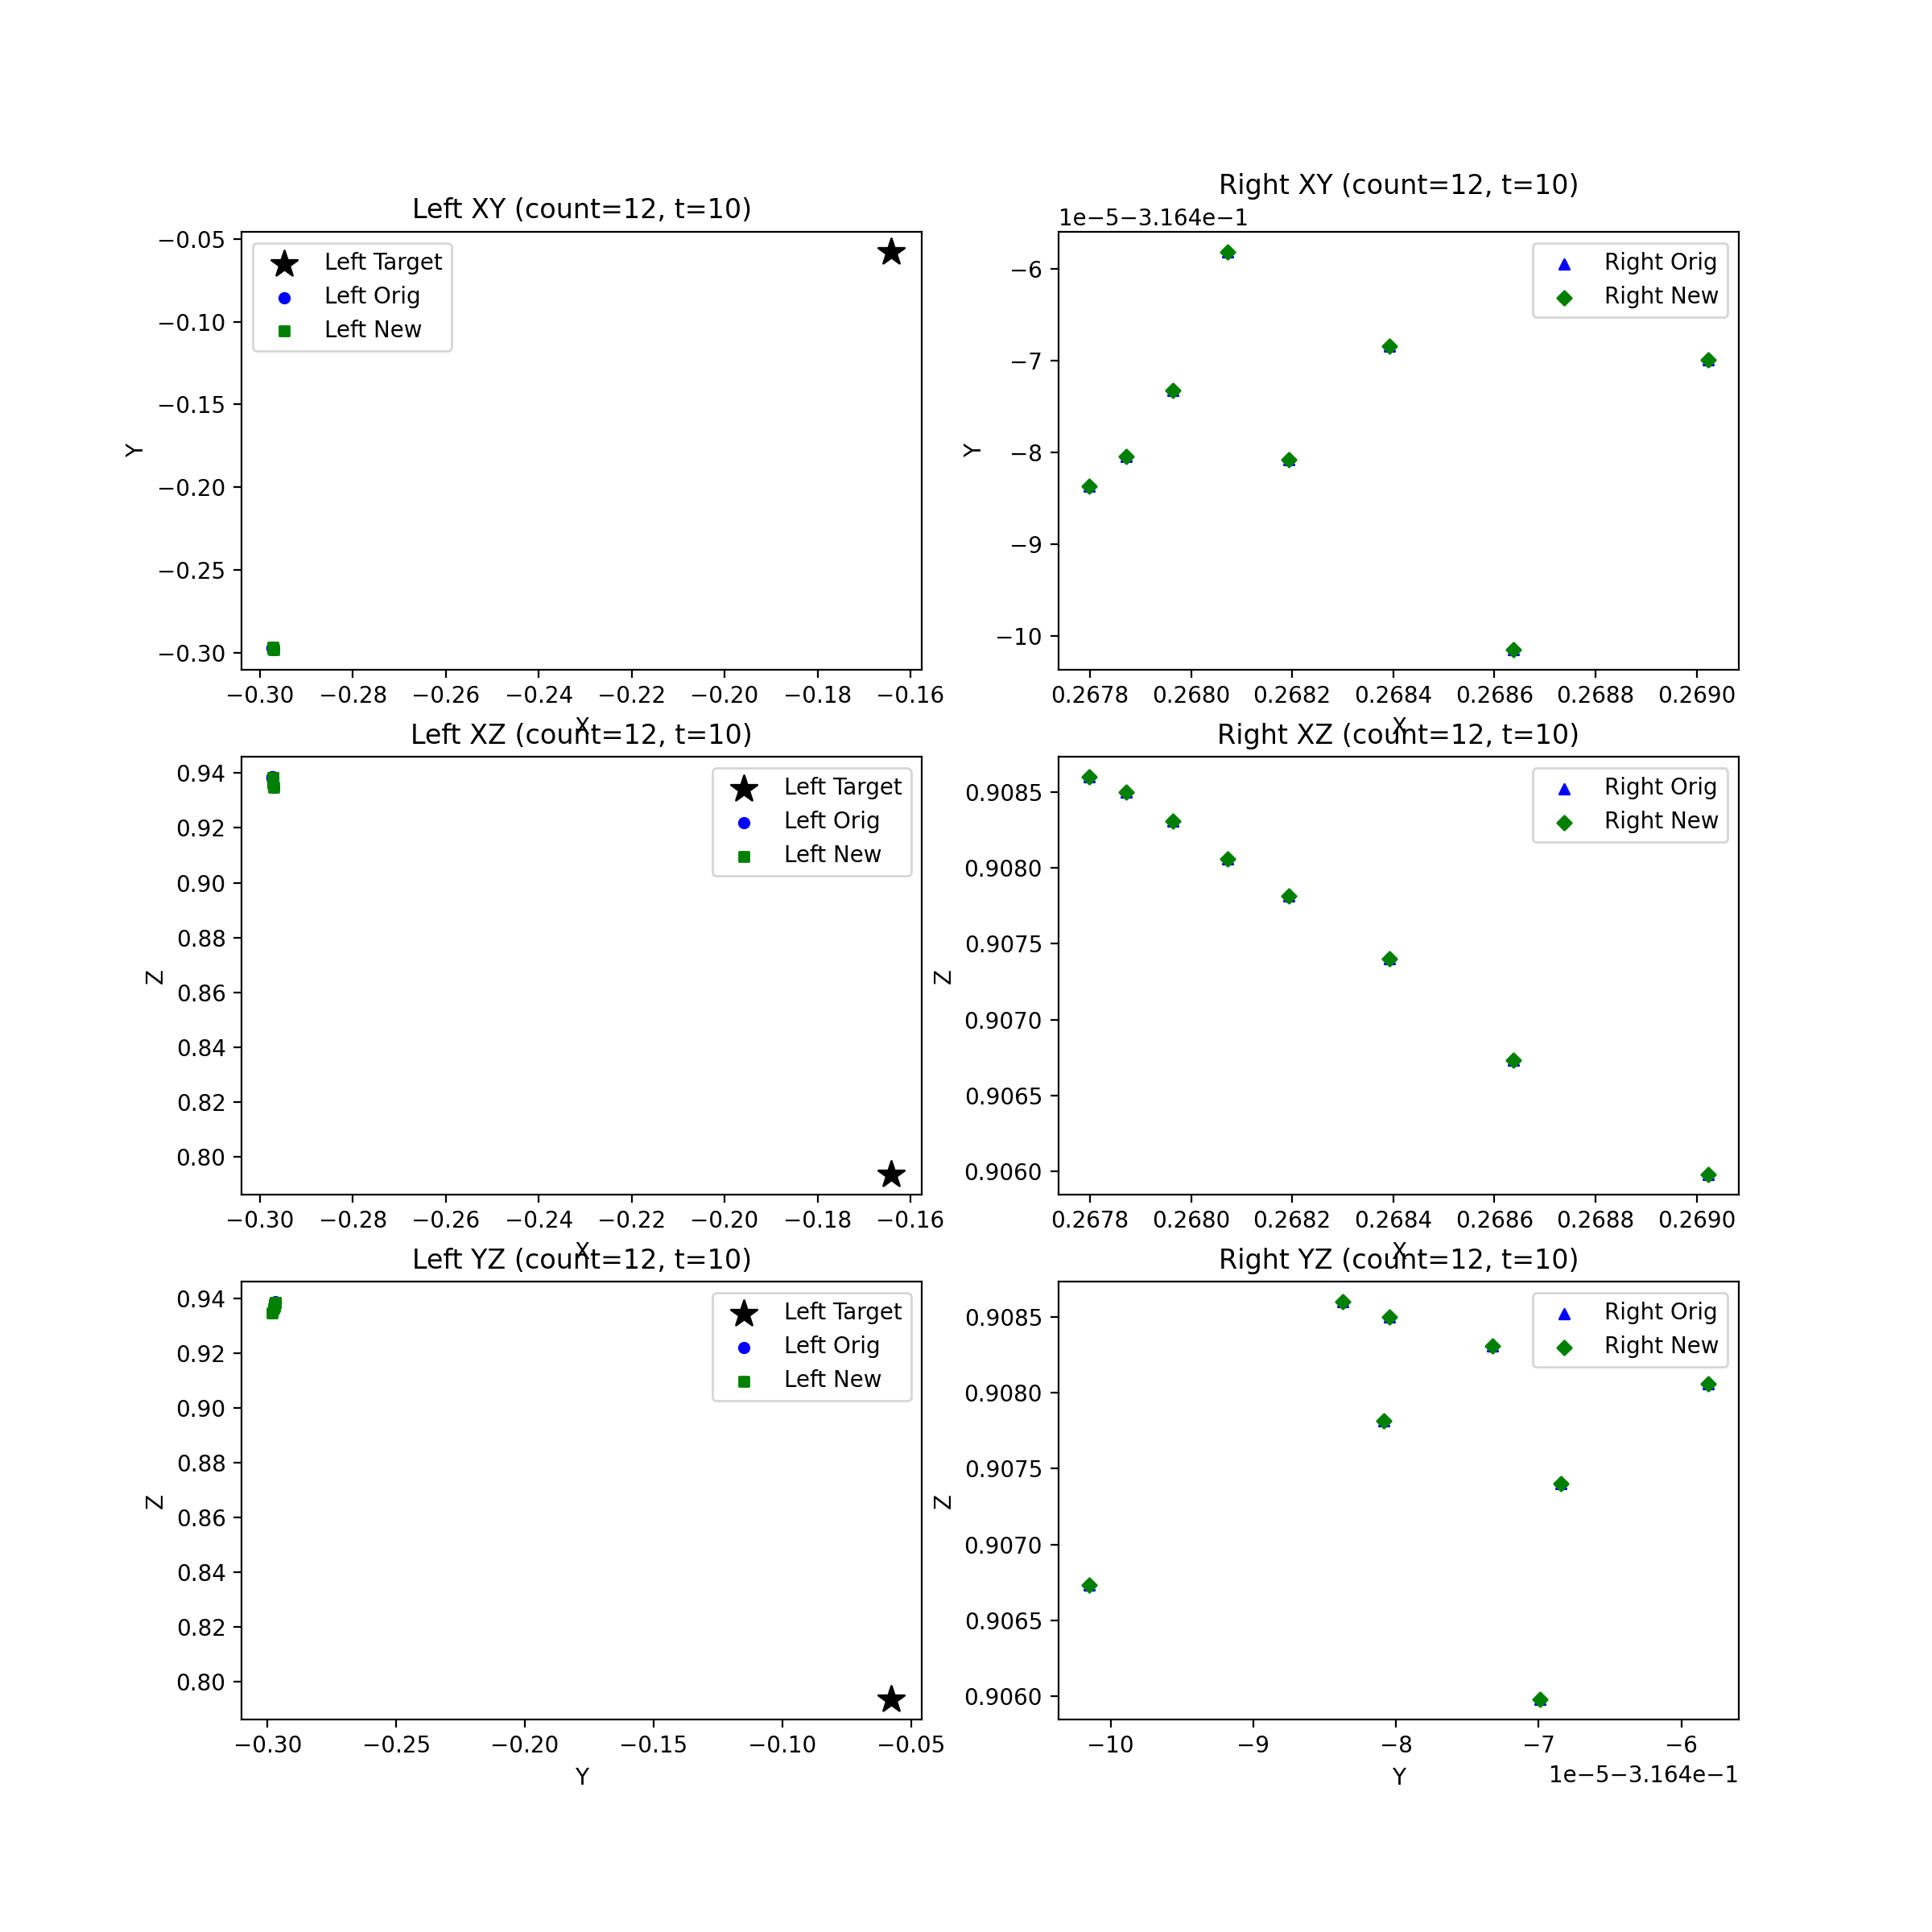 Left XY (count=12, t=10)
−0.05
−0.10
−0.15
−0.20
−0.25
−0.30
Y
Left Target
Left Orig
Left New
−0.30 −0.28 −0.26 −0.24 −0.22 −0.20 −0.18 −0.16
X
Right XY (count=12, t=10)
1e−5−3.164e−1
−6
−7
−8
−9
−10
Y
Right Orig
Right New
0.2678 0.2680 0.2682 0.2684 0.2686 0.2688 0.2690
X
Left XZ (count=12, t=10)
0.94
0.92
0.90
0.88
0.86
0.84
0.82
0.80
Z
Left Target
Left Orig
Left New
−0.30 −0.28 −0.26 −0.24 −0.22 −0.20 −0.18 −0.16
X
Right XZ (count=12, t=10)
0.9085
0.9080
0.9075
0.9070
0.9065
0.9060
Z
Right Orig
Right New
0.2678 0.2680 0.2682 0.2684 0.2686 0.2688 0.2690
X
Left YZ (count=12, t=10)
0.94
0.92
0.90
0.88
0.86
0.84
0.82
0.80
Z
Left Target
Left Orig
Left New
−0.30 −0.25 −0.20 −0.15 −0.10 −0.05
Y
Right YZ (count=12, t=10)
0.9085
0.9080
0.9075
0.9070
0.9065
0.9060
Z
Right Orig
Right New
−10 −9 −8 −7 −6
Y
1e−5−3.164e−1